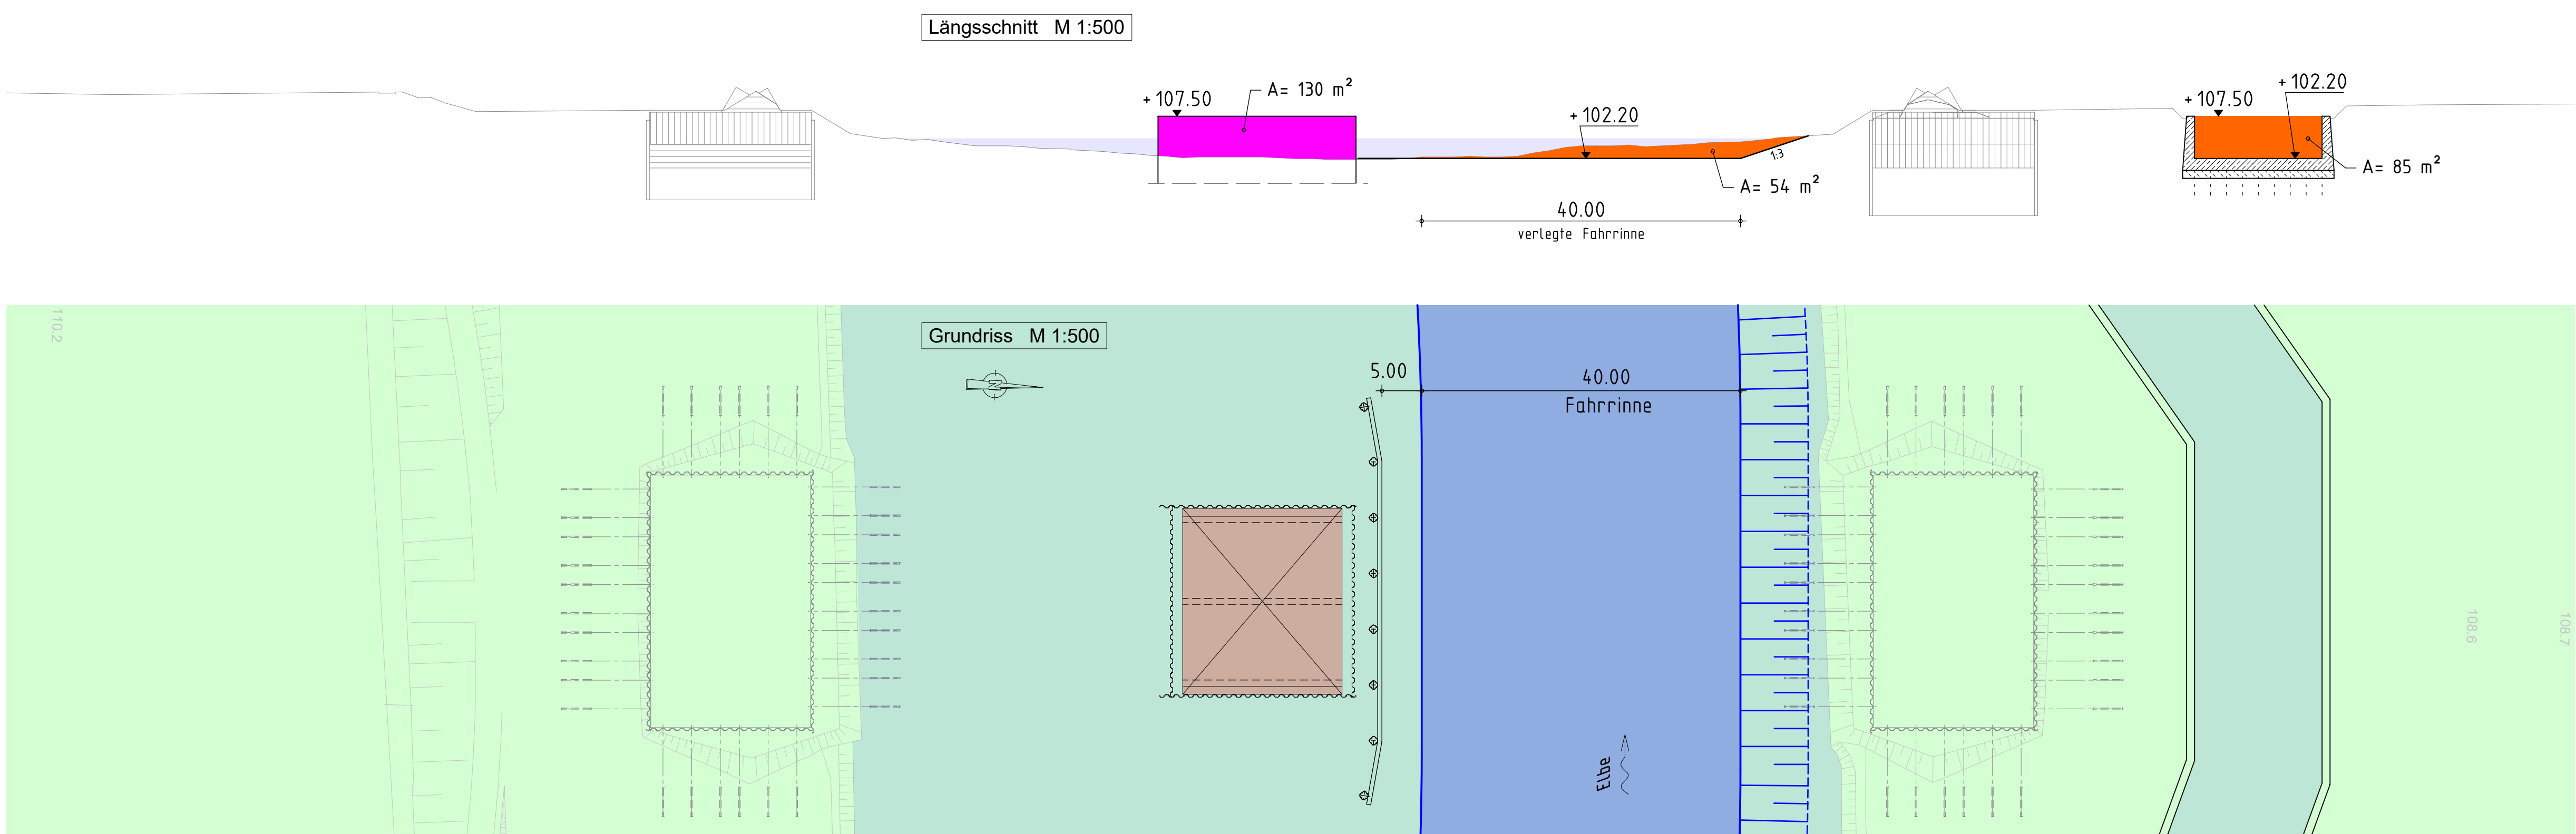 Längsschnitt M 1:500
+107.50
A= 130 m²
+102.20
1:3
A= 54 m²
40.00
verlegte Fahrrinne
+107.50
+102.20
A= 85 m²
110.2
Grundriss M 1:500
N
5.00
40.00
Fahrrinne
Elbe
108.6
108.7